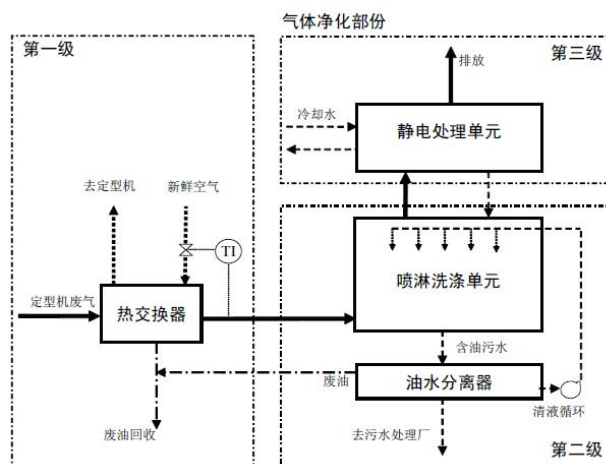 气体净化部份
第一级
第三级
排放
冷却水
静电处理单元
去定型机
新鲜空气
TI
喷淋洗涤单元
定型机废气
热交换器
含油污水
废油
油水分离器
清液循环
废油回收
去污水处理厂
第二级